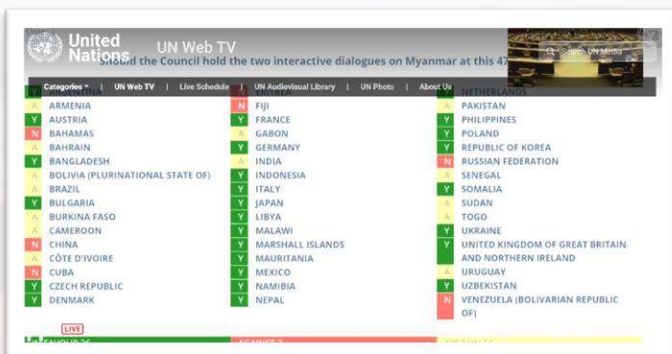 United
Nations
UN Web TV
Search UN Media
Should the Council hold the two interactive dialogues on Myanmar at this 47
Categories | UN Web TV | Live Schedule | UN Audiovisual Library | UN Photo | About Us
Y ARGENTINA
A ARMENIA
Y AUSTRIA
N BAHAMAS
A BAHRAIN
Y BANGLADESH
A BOLIVIA (PLURINATIONAL STATE OF)
A BRAZIL
Y BULGARIA
A BURKINA FASO
A CAMEROON
N CHINA
A CÔTE D'IVOIRE
N CUBA
Y CZECH REPUBLIC
Y DENMARK
N FIJI
Y FRANCE
A GABON
Y GERMANY
A INDIA
Y INDONESIA
Y ITALY
Y JAPAN
Y LIBYA
Y MALAWI
Y MARSHALL ISLANDS
Y MAURITANIA
Y MEXICO
Y NAMIBIA
Y NEPAL
Y NETHERLANDS
A PAKISTAN
Y PHILIPPINES
Y POLAND
Y REPUBLIC OF KOREA
N RUSSIAN FEDERATION
A SENEGAL
Y SOMALIA
A SUDAN
A TOGO
Y UKRAINE
Y UNITED KINGDOM OF GREAT BRITAIN
AND NORTHERN IRELAND
A URUGUAY
Y UZBEKISTAN
N VENEZUELA (BOLIVARIAN REPUBLIC
OF)
LIVE